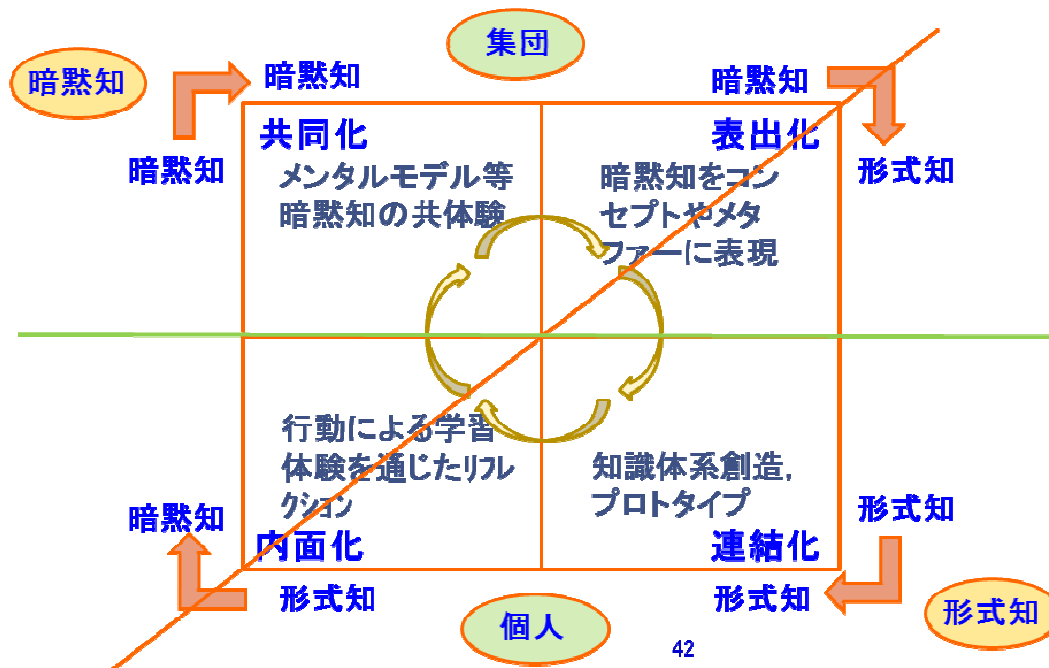 集団
暗黙知
暗黙知
暗黙知
暗黙知
形式知
共同化
メンタルモデル等
暗黙知の共体験
表出化
暗黙知をコン
セプトやメタ
ファーに表現
行動による学習
体験を通じたリフレ
クション
内面化
知識体系創造,
プロトタイプ
連結化
暗黙知
形式知
形式知
形式知
個人
形式知
42